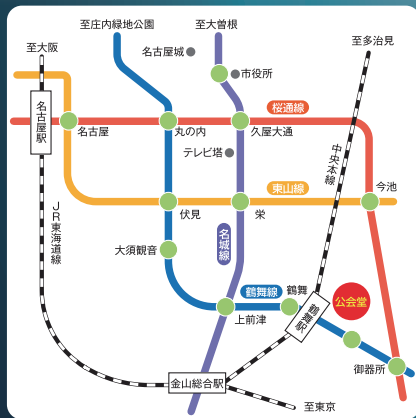 至庄内緑地公園
至大曽根
至多治見
至大阪
名古屋城
市役所
桜通線
名古屋駅
名古屋
丸の内
久屋大通
中央本線
テレビ塔
東山線
今池
JR東海道線
伏見
栄
名城線
大須観音
鶴舞線
鶴舞
公会堂
鶴舞駅
上前津
御器所
金山総合駅
至東京